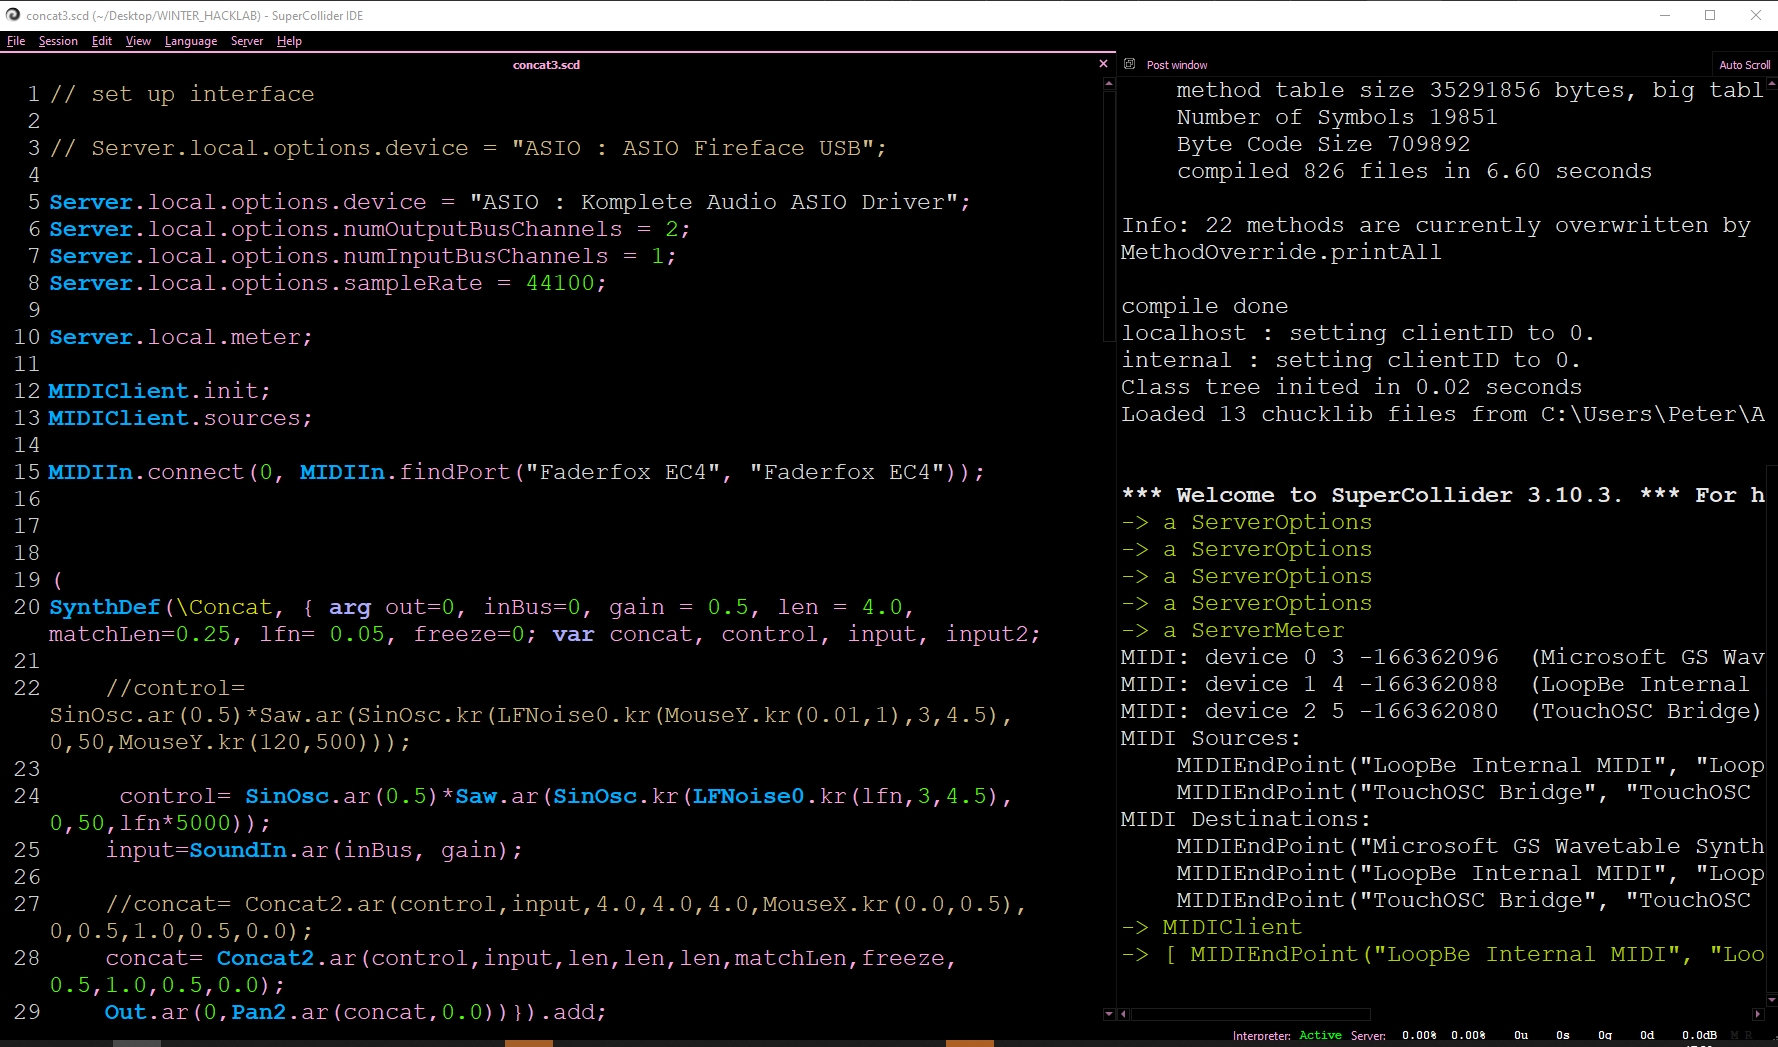 concat3.scd (~/Desktop/WINTER_HACKLAB) - SuperCollider IDE
File Session Edit View Language Server Help
concat3.scd
1 // set up interface
2
3 // Server.local.options.device = "ASIO : ASIO Fireface USB";
4
5 Server.local.options.device = "ASIO : Komplete Audio ASIO Driver";
6 Server.local.options.numOutputBusChannels = 2;
7 Server.local.options.numInputBusChannels = 1;
8 Server.local.options.sampleRate = 44100;
9
10 Server.local.meter;
11
12 MIDIClient.init;
13 MIDIClient.sources;
14
15 MIDIIn.connect(0, MIDIIn.findPort("Faderfox EC4", "Faderfox EC4"));
16
17
18
19 (
20 SynthDef(\Concat, { arg out=0, inBus=0, gain = 0.5, len = 4.0,
matchLen=0.25, lfn= 0.05, freeze=0; var concat, control, input, input2;
21
22 //control=
SinOsc.ar(0.5)*Saw.ar(SinOsc.kr(LFNoise0.kr(MouseY.kr(0.01,1),3,4.5),
0,50,MouseY.kr(120,500)));
23
24 control= SinOsc.ar(0.5)*Saw.ar(SinOsc.kr(LFNoise0.kr(lfn,3,4.5),
0,50,lfn*5000));
25 input=SoundIn.ar(inBus, gain);
26
27 //concat= Concat2.ar(control,input,4.0,4.0,4.0,MouseX.kr(0.0,0.5),
0,0.5,1.0,0.5,0.0);
28 concat= Concat2.ar(control,input,len,len,len,matchLen,freeze,
0.5,1.0,0.5,0.0);
29 Out.ar(0,Pan2.ar(concat,0.0))}).add;
Post window
Auto Scroll
method table size 35291856 bytes, big tabl
Number of Symbols 19851
Byte Code Size 709892
compiled 826 files in 6.60 seconds
Info: 22 methods are currently overwritten by
MethodOverride.printAll
compile done
localhost : setting clientID to 0.
internal : setting clientID to 0.
Class tree inited in 0.02 seconds
Loaded 13 chucklib files from C:\Users\Peter\A
*** Welcome to SuperCollider 3.10.3. *** For h
-> a ServerOptions
-> a ServerOptions
-> a ServerOptions
-> a ServerOptions
-> a ServerMeter
MIDI: device 0 3 -166362096 (Microsoft GS Wav
MIDI: device 1 4 -166362088 (LoopBe Internal
MIDI: device 2 5 -166362080 (TouchOSC Bridge)
MIDI Sources:
MIDIEndPoint("LoopBe Internal MIDI", "Loop
MIDIEndPoint("TouchOSC Bridge", "TouchOSC
MIDI Destinations:
MIDIEndPoint("Microsoft GS Wavetable Synth
MIDIEndPoint("LoopBe Internal MIDI", "Loop
MIDIEndPoint("TouchOSC Bridge", "TouchOSC
-> MIDIClient
-> [ MIDIEndPoint("LoopBe Internal MIDI", "Loo
Interpreter: Active Server: 0.00% 0.00% 0u 0s 0g 0d 0.0dB M R